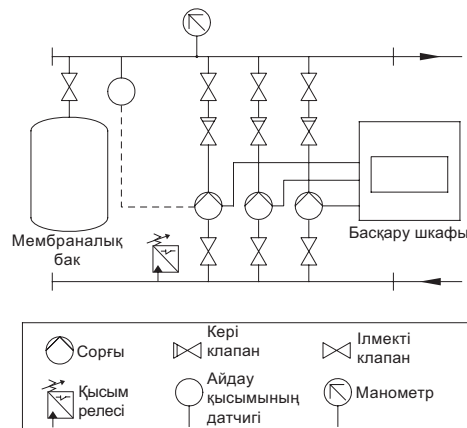 Мембраналық
бак
Басқару шкафы
Сорғы
Кері
клапан
Ілмекті
клапан
Қысым
релесі
Айдау
қысымының
датчигі
Манометр